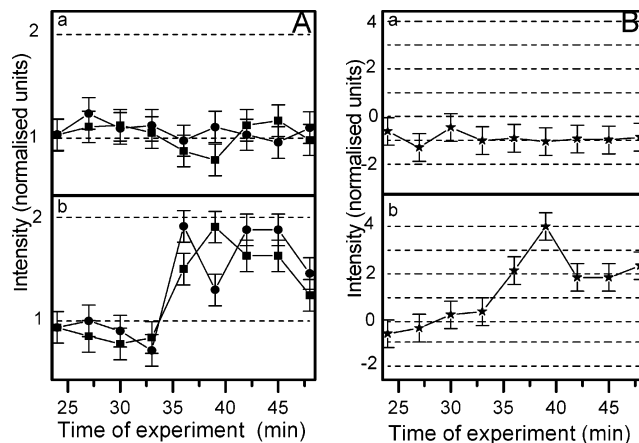 A
a
2
1
b
2
1
Intensity (normalised units)
25 30 35 40 45
Time of experiment (min)
B
a
4
2
0
-2
b
4
2
0
-2
Intensity (normalised units)
25 30 35 40 45
Time of experiment (min)